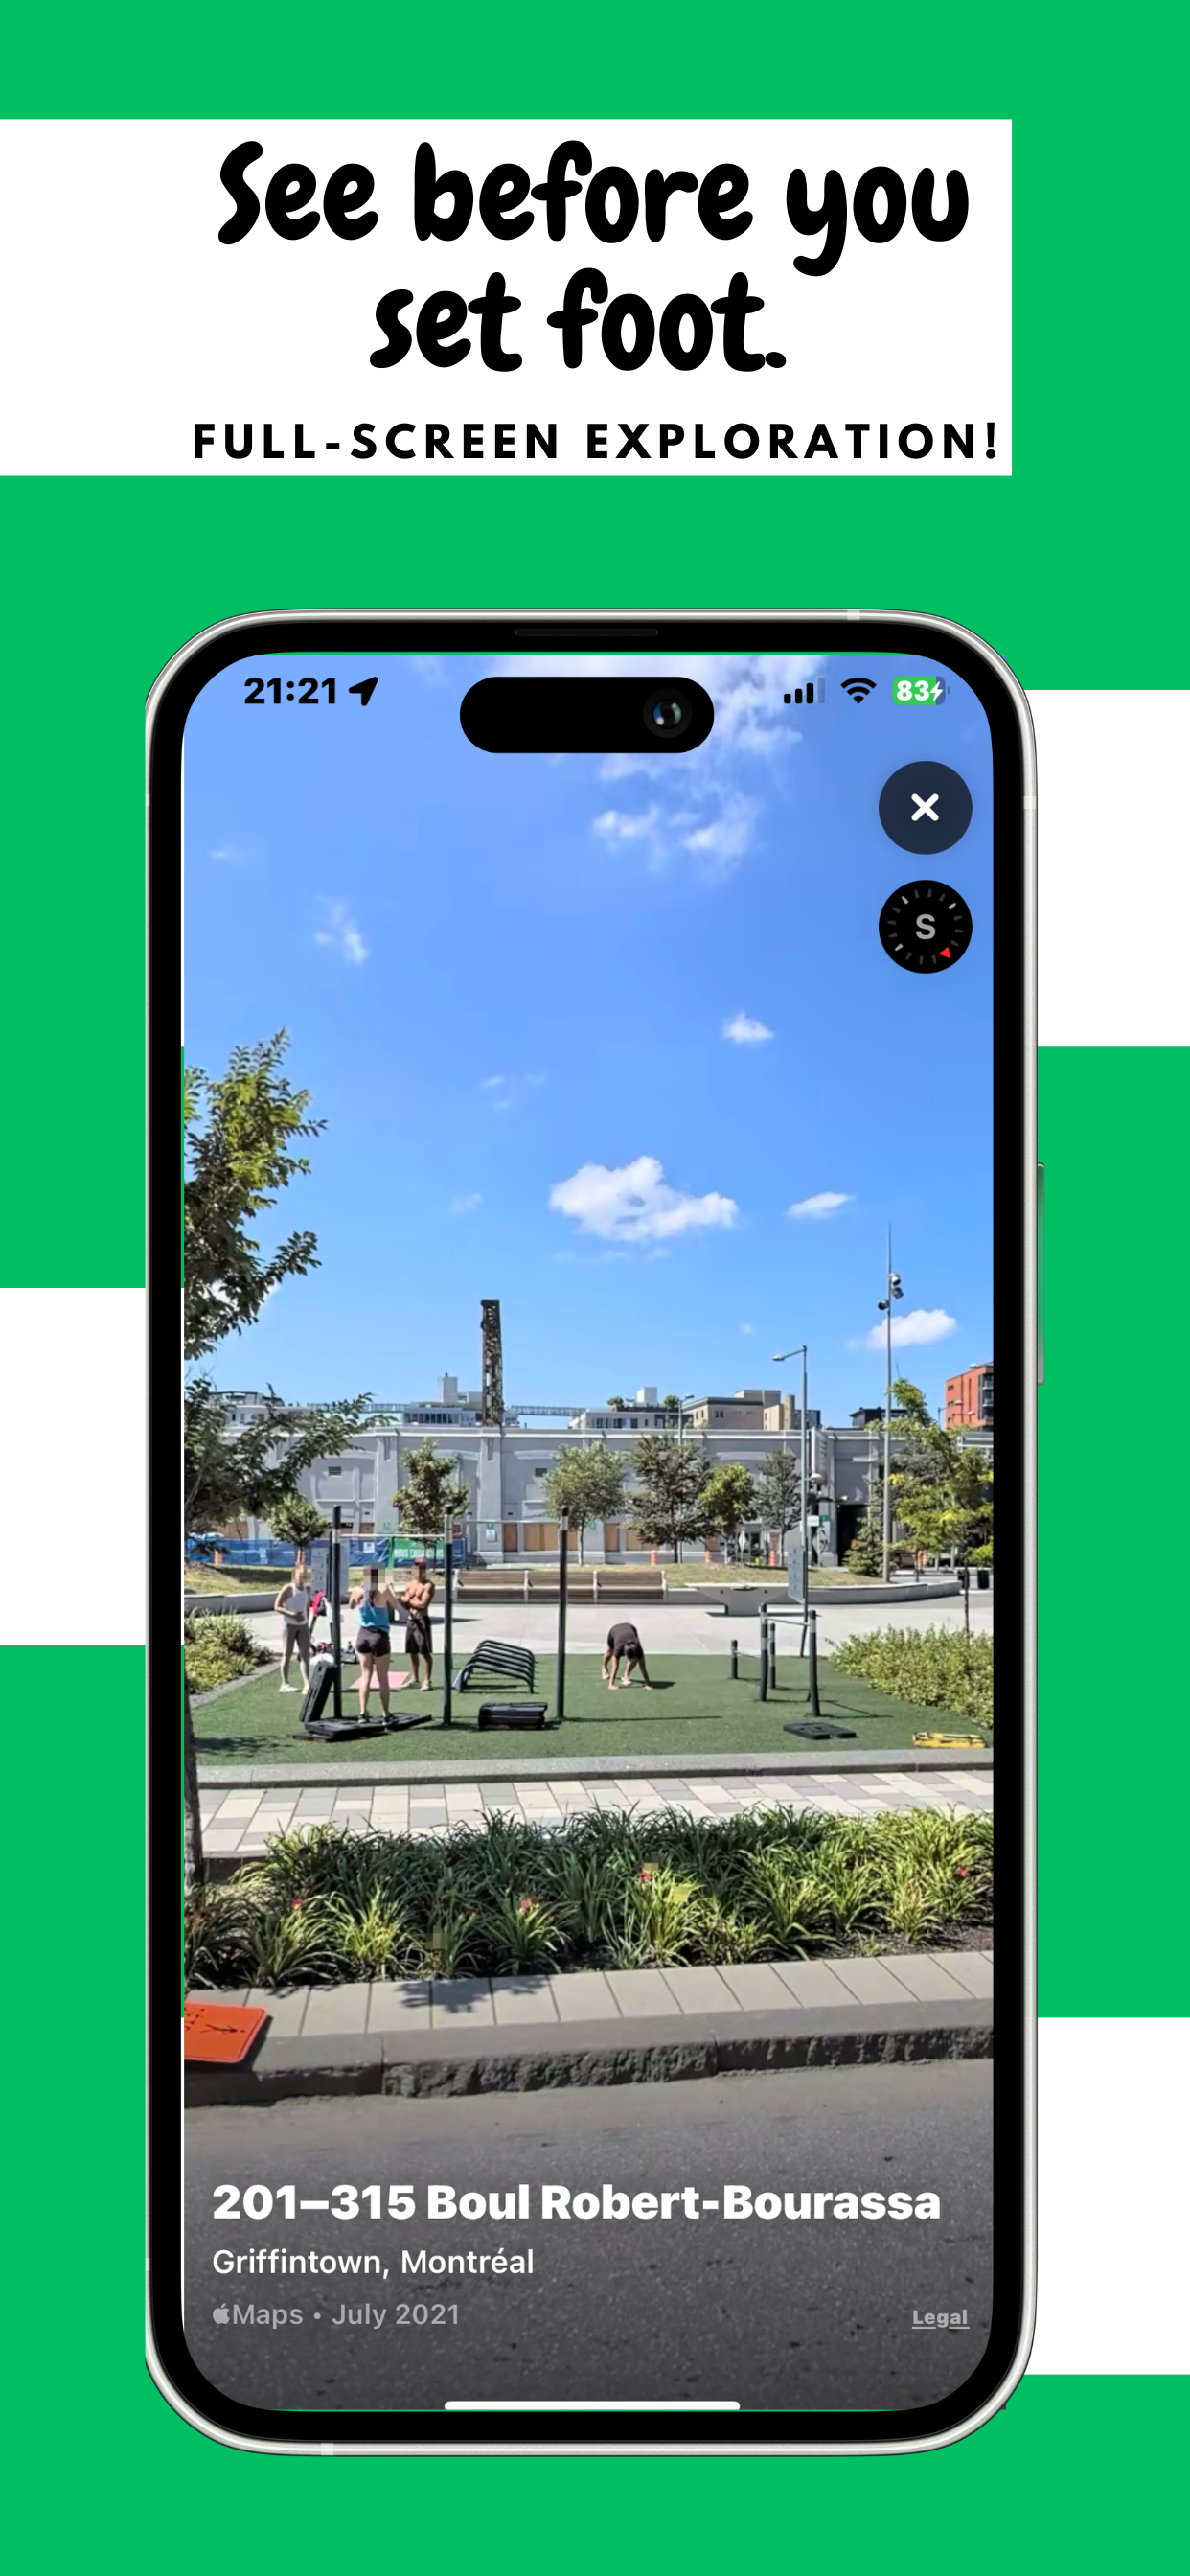 See before you
set foot.
FULL-SCREEN EXPLORATION!
21:21
83
S
201–315 Boul Robert-Bourassa
Griffintown, Montréal
Maps • July 2021
Legal